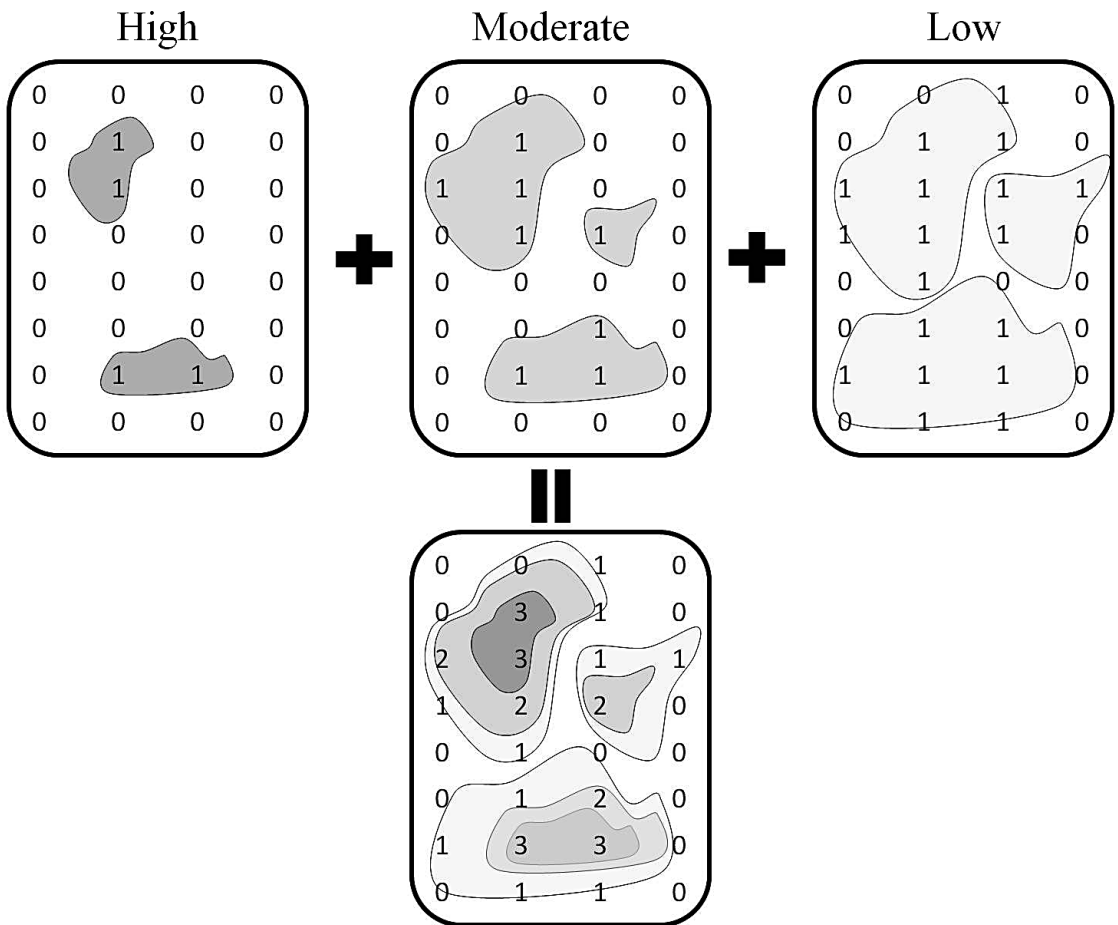 High Moderate Low
0 0 0 0 0 0 0 0 0 0 1 0
0 1 0 0 0 1 0 0 0 1 1 0
0 1 0 0 1 1 0 0 1 1 1 1
0 0 0 0 0 1 1 0 1 1 1 0
0 0 0 0 0 0 0 0 0 1 0 0
0 0 0 0 0 0 1 0 0 1 1 0
0 1 1 0 0 1 1 0 1 1 1 0
0 0 0 0 0 0 0 0 0 1 1 0
0 0 1 0
0 3 1 0
2 3 1 1
1 2 2 0
0 1 0 0
0 1 2 0
1 3 3 0
0 1 1 0